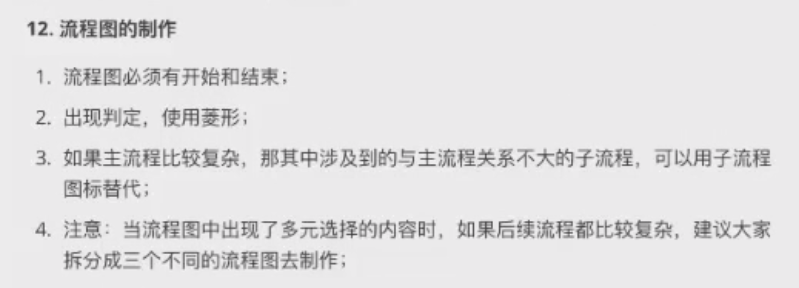 12. 流程图的制作
1. 流程图必须有开始和结束；
2. 出现判定，使用菱形；
3. 如果主流程比较复杂，那其中涉及到的与主流程关系不大的子流程，可以用子流程
图标替代；
4. 注意：当流程图中出现了多元选择的内容时，如果后续流程都比较复杂，建议大家
拆分成三个不同的流程图去制作；